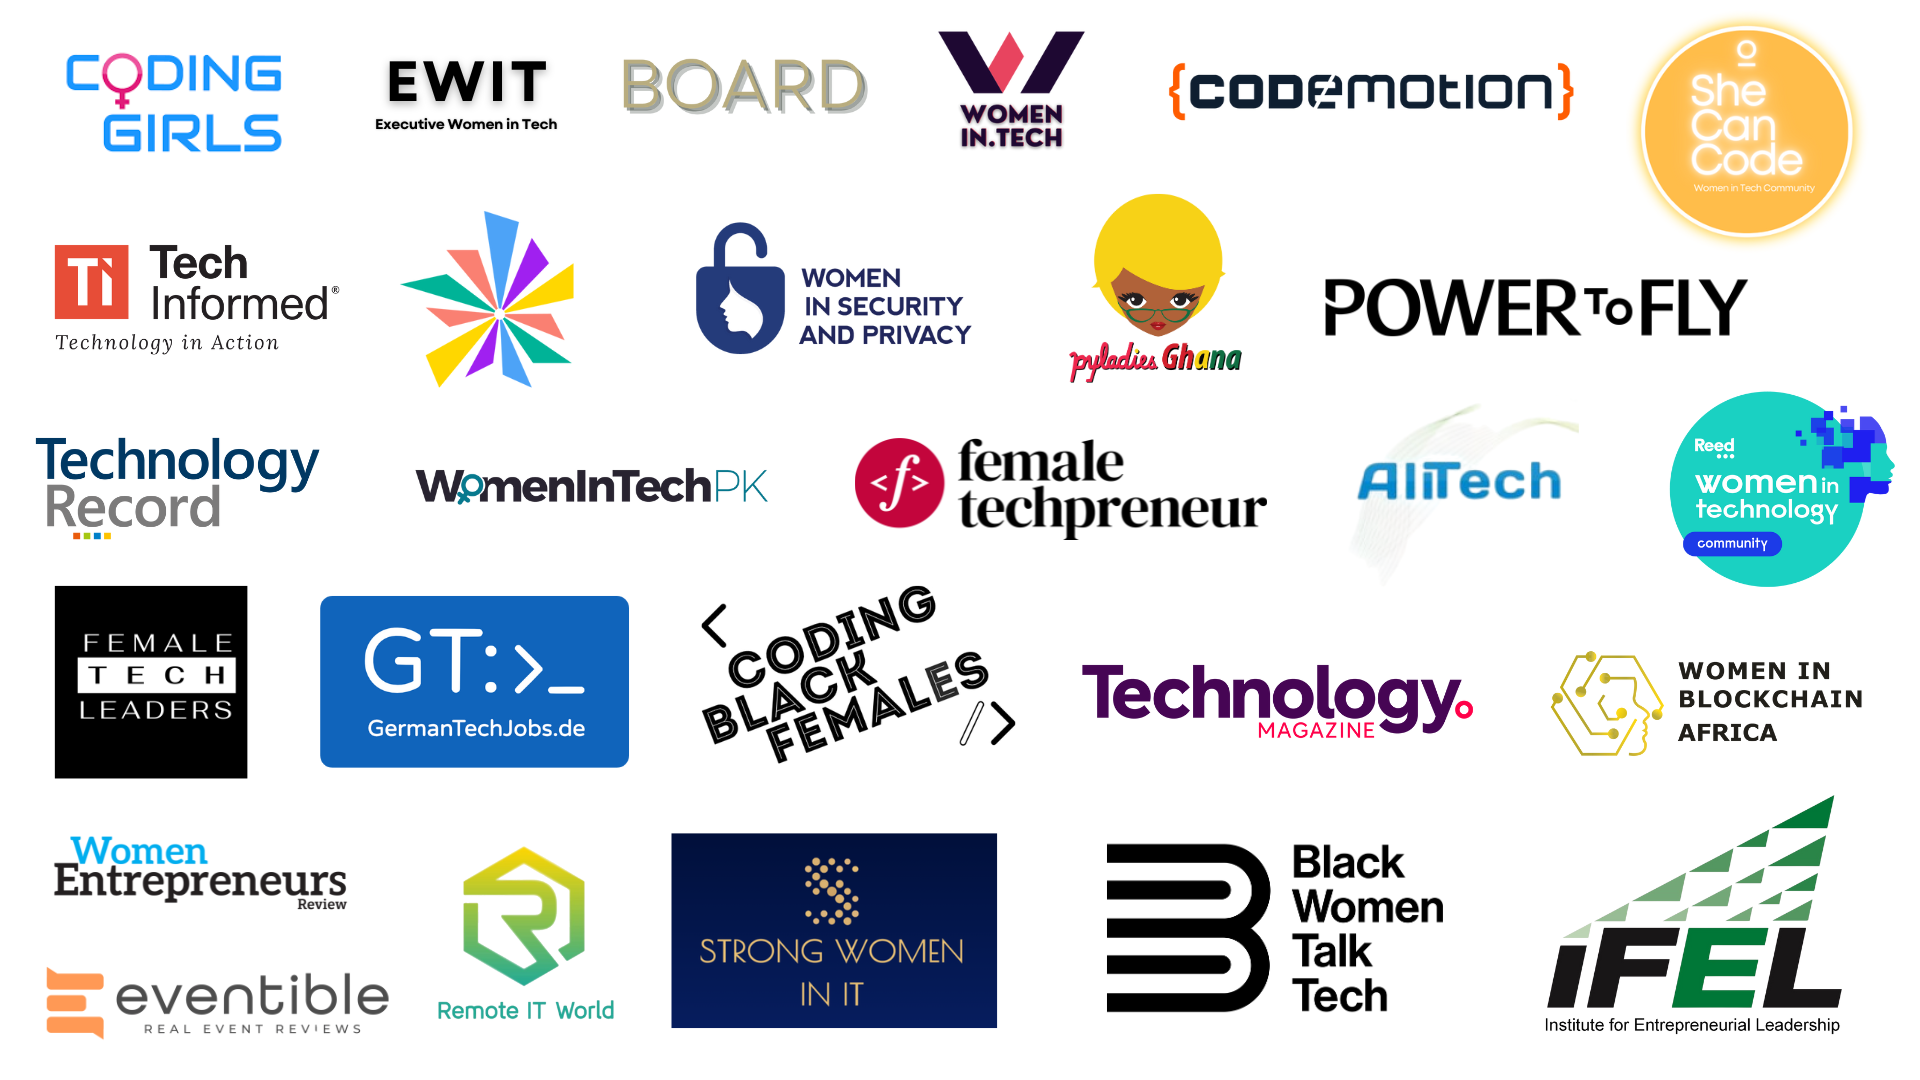 CODING
GIRLS
EWIT
Executive Women in Tech
BOARD
WOMEN
IN.TECH
{CODEMOTION}
She
Can
Code
Women in Tech Community
Ti
Tech
Informed®
Technology in Action
WOMEN
IN SECURITY
AND PRIVACY
pyladies Ghana
POWER TO FLY
Technology
Record
WomenInTechPK
<f>
female
techpreneur
AliTech
Reed
women in
technology
community
FEMALE
TECH
LEADERS
GT:>_
GermanTechJobs.de
<
CODING
BLACK
FEMALES
/>
Technology
MAGAZINE
WOMEN IN
BLOCKCHAIN
AFRICA
Women
Entrepreneurs
Review
eventible
REAL EVENT REVIEWS
R
Remote IT World
S
STRONG WOMEN
IN IT
Black
Women
Talk
Tech
iFEL
Institute for Entrepreneurial Leadership